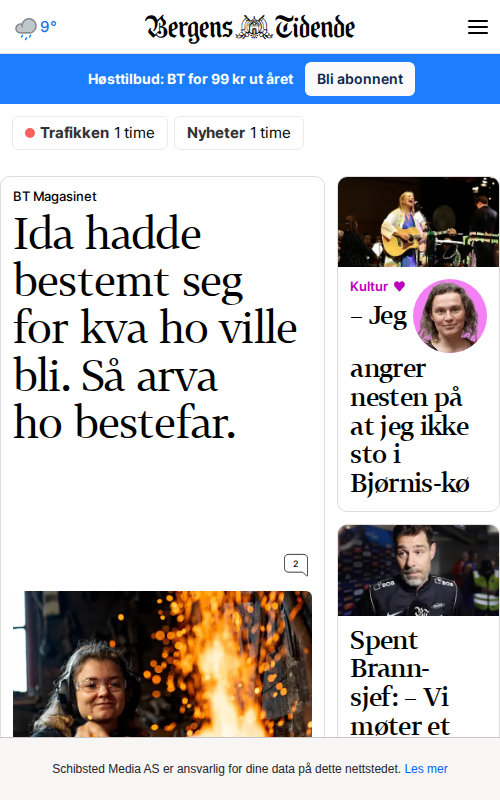 9°
Bergens Tidende
Høsttilbud: BT for 99 kr ut året
Bli abonnent
Trafikken 1 time
Nyheter 1 time
BT Magasinet
Ida hadde
bestemt seg
for kva ho ville
bli. Så arva
ho bestefar.
2
Kultur
– Jeg
angrer
nesten på
at jeg ikke
sto i
Bjørnis-kø
Spent
Brann-
sjef: – Vi
møter et
Schibsted Media AS er ansvarlig for dine data på dette nettstedet. Les mer